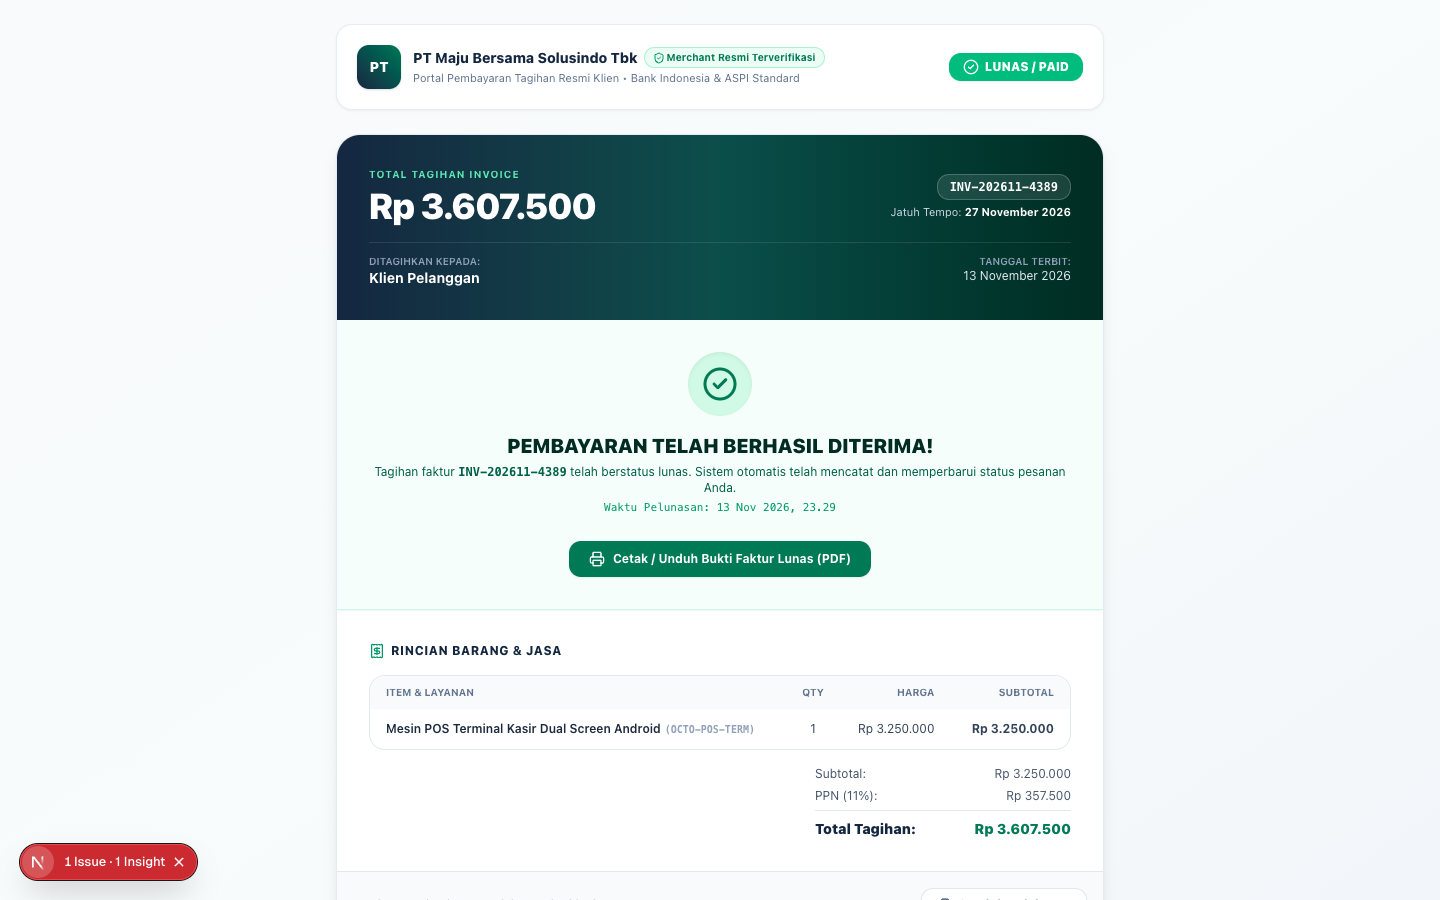 PT
PT Maju Bersama Solusindo Tbk
Merchant Resmi Terverifikasi
Portal Pembayaran Tagihan Resmi Klien • Bank Indonesia & ASPI Standard
LUNAS / PAID
TOTAL TAGIHAN INVOICE
Rp 3.607.500
INV-202611-4389
Jatuh Tempo: 27 November 2026
DITAGIHKAN KEPADA:
Klien Pelanggan
TANGGAL TERBIT:
13 November 2026
PEMBAYARAN TELAH BERHASIL DITERIMA!
Tagihan faktur INV-202611-4389 telah berstatus lunas. Sistem otomatis telah mencatat dan memperbarui status pesanan
Anda.
Waktu Pelunasan: 13 Nov 2026, 23.29
Cetak / Unduh Bukti Faktur Lunas (PDF)
RINCIAN BARANG & JASA
ITEM & LAYANAN QTY HARGA SUBTOTAL
Mesin POS Terminal Kasir Dual Screen Android (OCTO-POS-TERM) 1 Rp 3.250.000 Rp 3.250.000
Subtotal: Rp 3.250.000
PPN (11%): Rp 357.500
Total Tagihan: Rp 3.607.500
N 1 Issue · 1 Insight